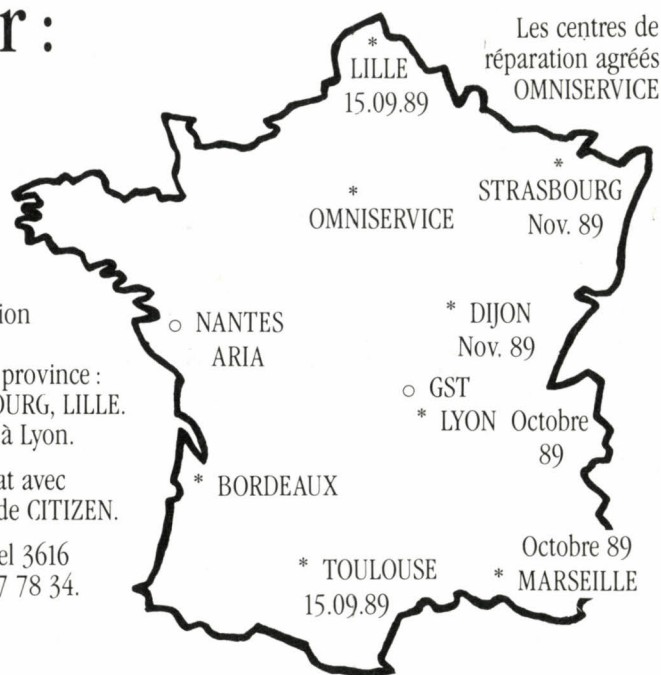 r :
Les centres de
réparation agréés
OMNISERVICE
*
LILLE
15.09.89
*
OMNISERVICE
*
STRASBOURG
Nov. 89
○ NANTES
ARIA
* DIJON
Nov. 89
○ GST
* LYON Octobre
89
* BORDEAUX
* TOULOUSE
15.09.89
Octobre 89
* MARSEILLE
ion
province :
OURG, LILLE.
à Lyon.
at avec
de CITIZEN.
el 3616
7 78 34.